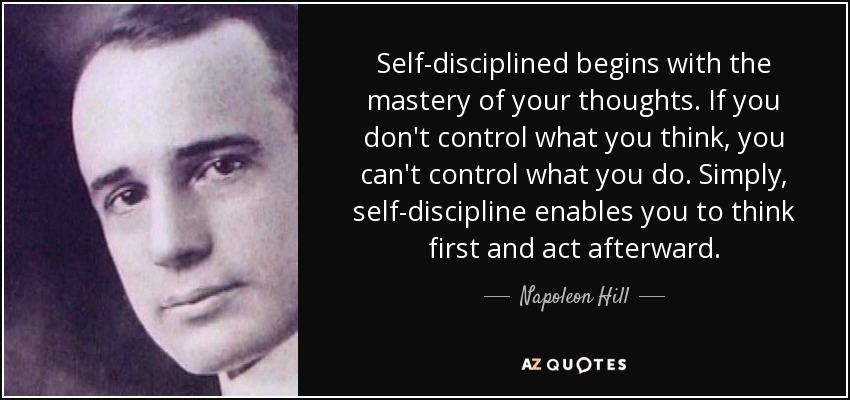 Self-disciplined begins with the
mastery of your thoughts. If you
don't control what you think, you
can't control what you do. Simply,
self-discipline enables you to think
first and act afterward.
Napoleon Hill
AZ QUOTES